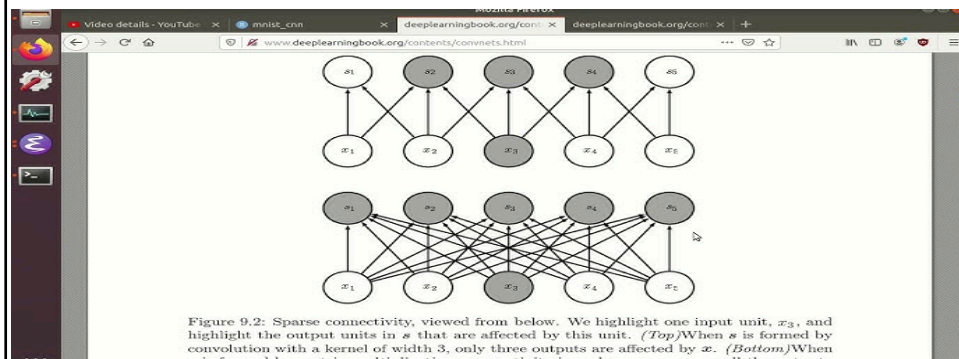 Mozilla Firefox
Video details - YouTube
mnist_cnn
deeplearningbook.org/cont
deeplearningbook.org/cont
www.deeplearningbook.org/contents/convnets.html
s1 s2 s3 s4 s5
x1 x2 x3 x4 x5
s1 s2 s3 s4 s5
x1 x2 x3 x4 x5
Figure 9.2: Sparse connectivity, viewed from below. We highlight one input unit, x3, and
highlight the output units in s that are affected by this unit. (Top)When s is formed by
convolution with a kernel of width 3, only three outputs are affected by x. (Bottom)When